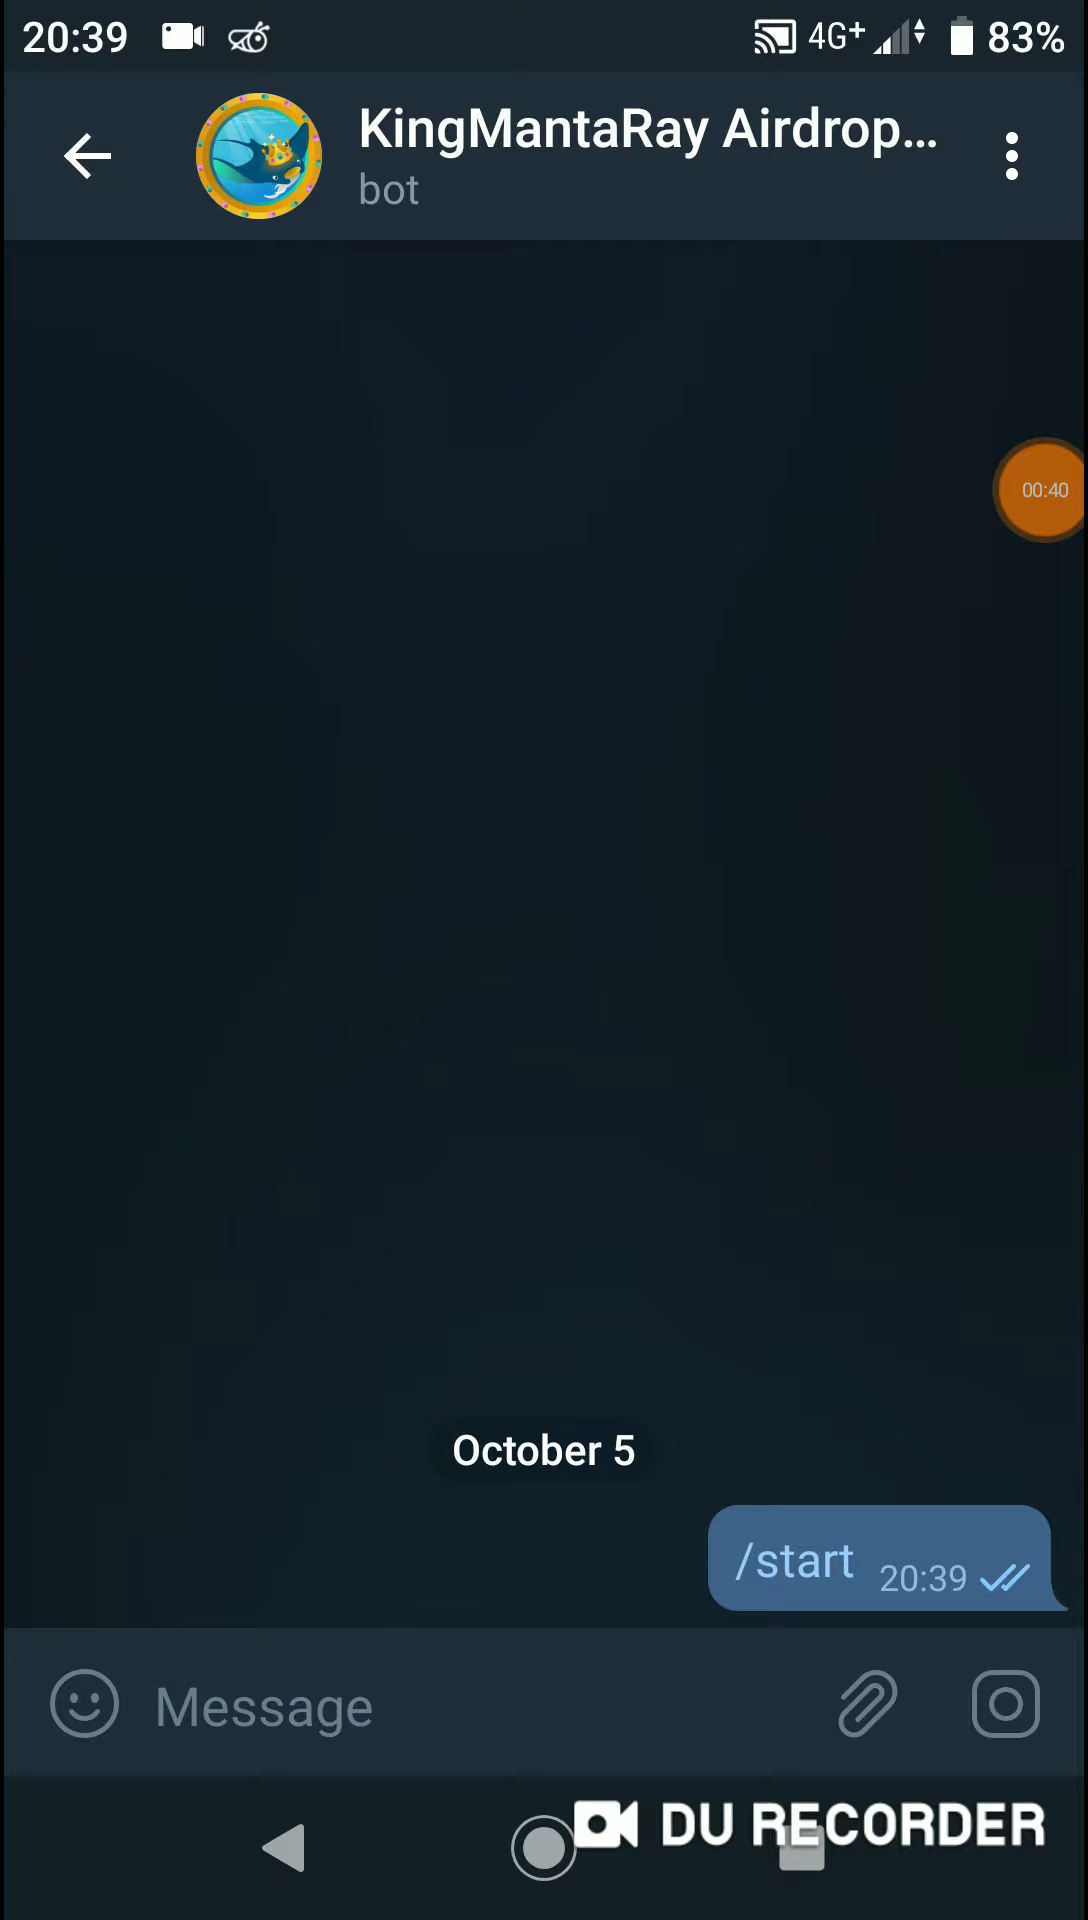 20:39 4G+ 83%
KingMantaRay Airdrop...
bot
00:40
October 5
/start 20:39
Message
DU RECORDER